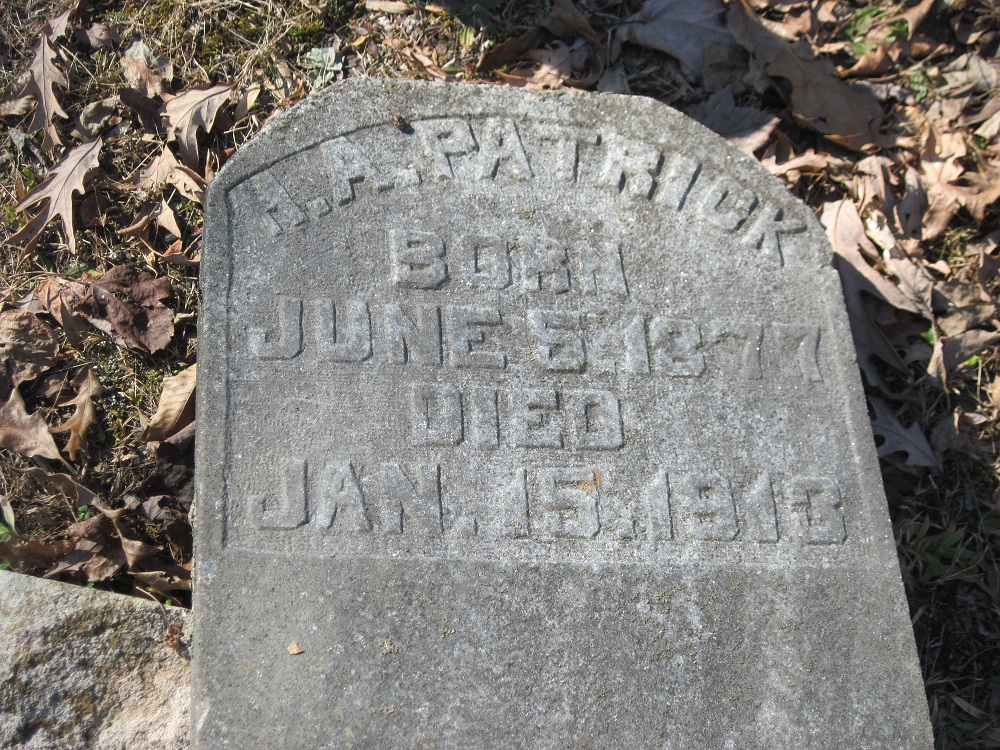 H. A. PATRICK
BORN
JUNE 5. 1877
DIED
JAN. 15. 1913